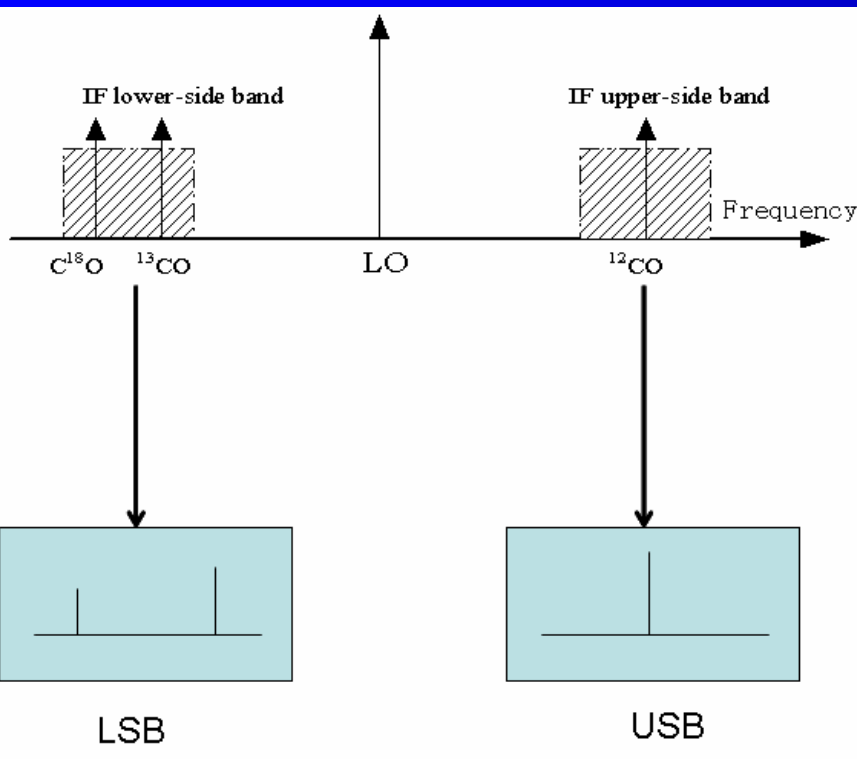 IF lower-side band
IF upper-side band
Frequency
C¹⁸O
¹³CO
LO
¹²CO
LSB
USB